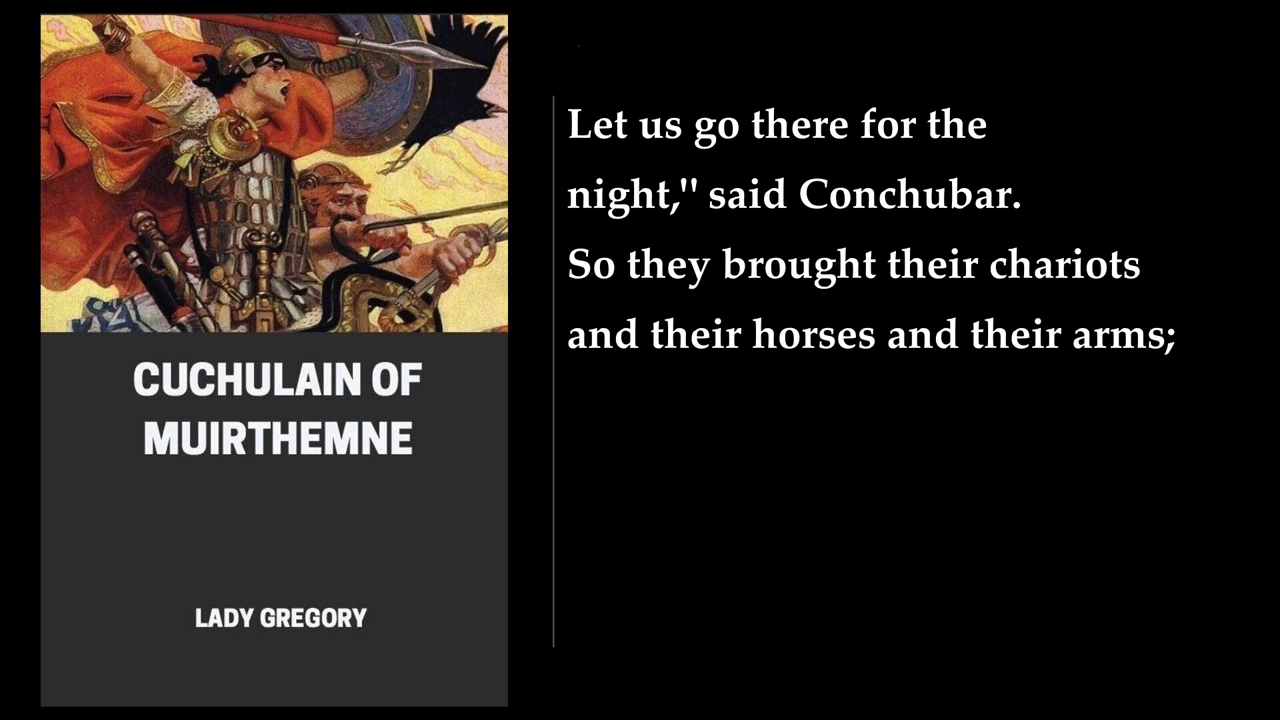 CUCHULAIN OF
MUIRTHEMNE
LADY GREGORY
Let us go there for the
night," said Conchubar.
So they brought their chariots
and their horses and their arms;